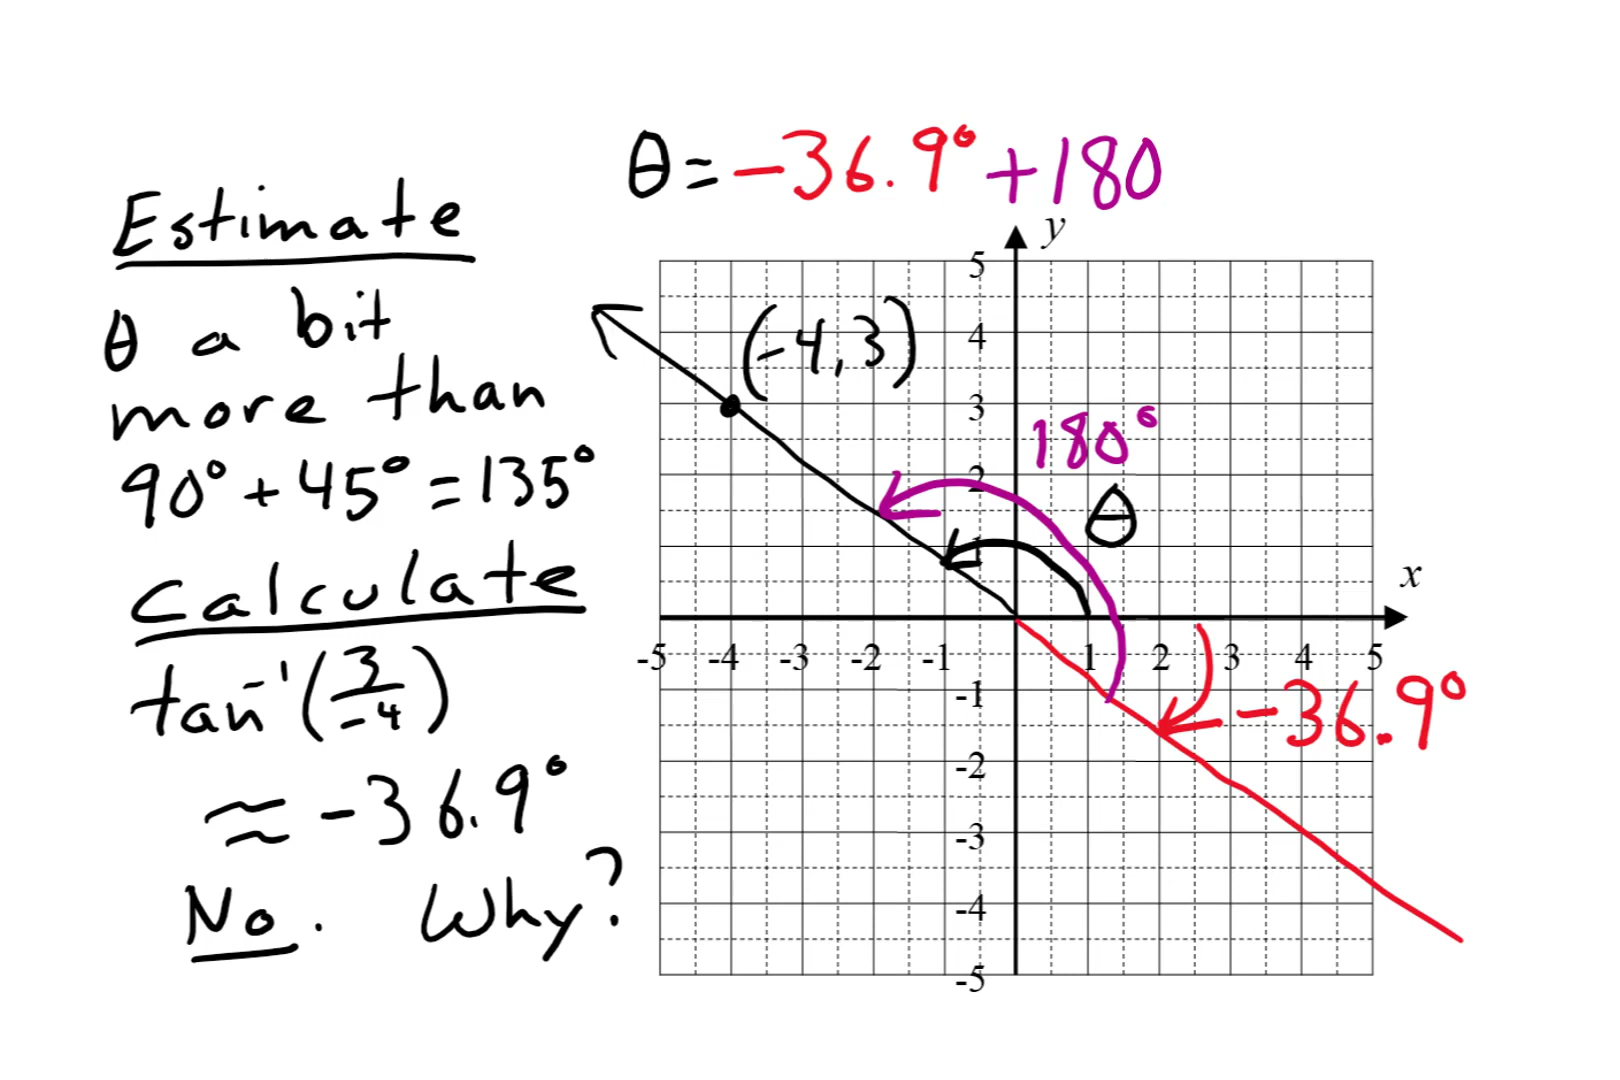 θ = -36.9° + 180
Estimate
θ a bit
more than
90° + 45° = 135°
Calculate
tan⁻¹(3/-4)
≈ -36.9°
No. Why?
y
5
4
3
2
1
(-4,3)
180°
θ
x
-5 -4 -3 -2 -1 1 2 3 4 5
-1
-2
-3
-4
-5
-36.9°